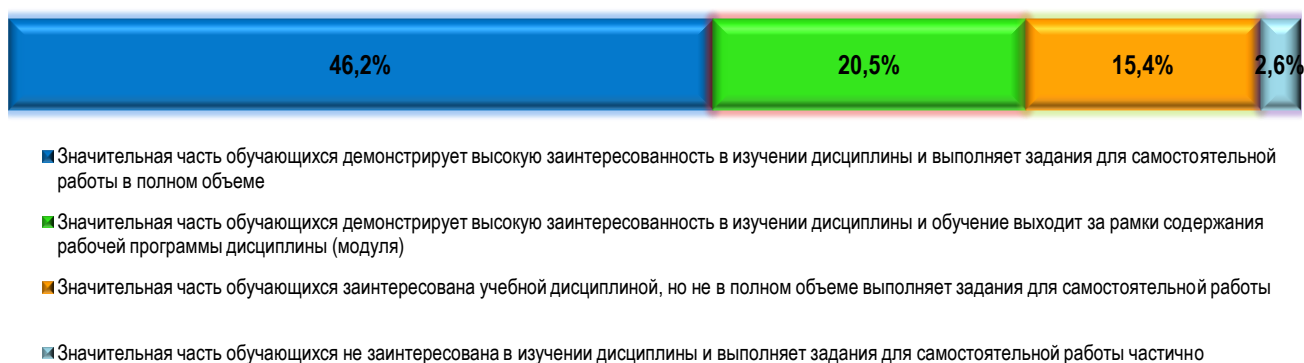 46,2% 20,5% 15,4% 2,6%
Значительная часть обучающихся демонстрирует высокую заинтересованность в изучении дисциплины и выполняет задания для самостоятельной
работы в полном объеме
Значительная часть обучающихся демонстрирует высокую заинтересованность в изучении дисциплины и обучение выходит за рамки содержания
рабочей программы дисциплины (модуля)
Значительная часть обучающихся заинтересована учебной дисциплиной, но не в полном объеме выполняет задания для самостоятельной работы
Значительная часть обучающихся не заинтересована в изучении дисциплины и выполняет задания для самостоятельной работы частично